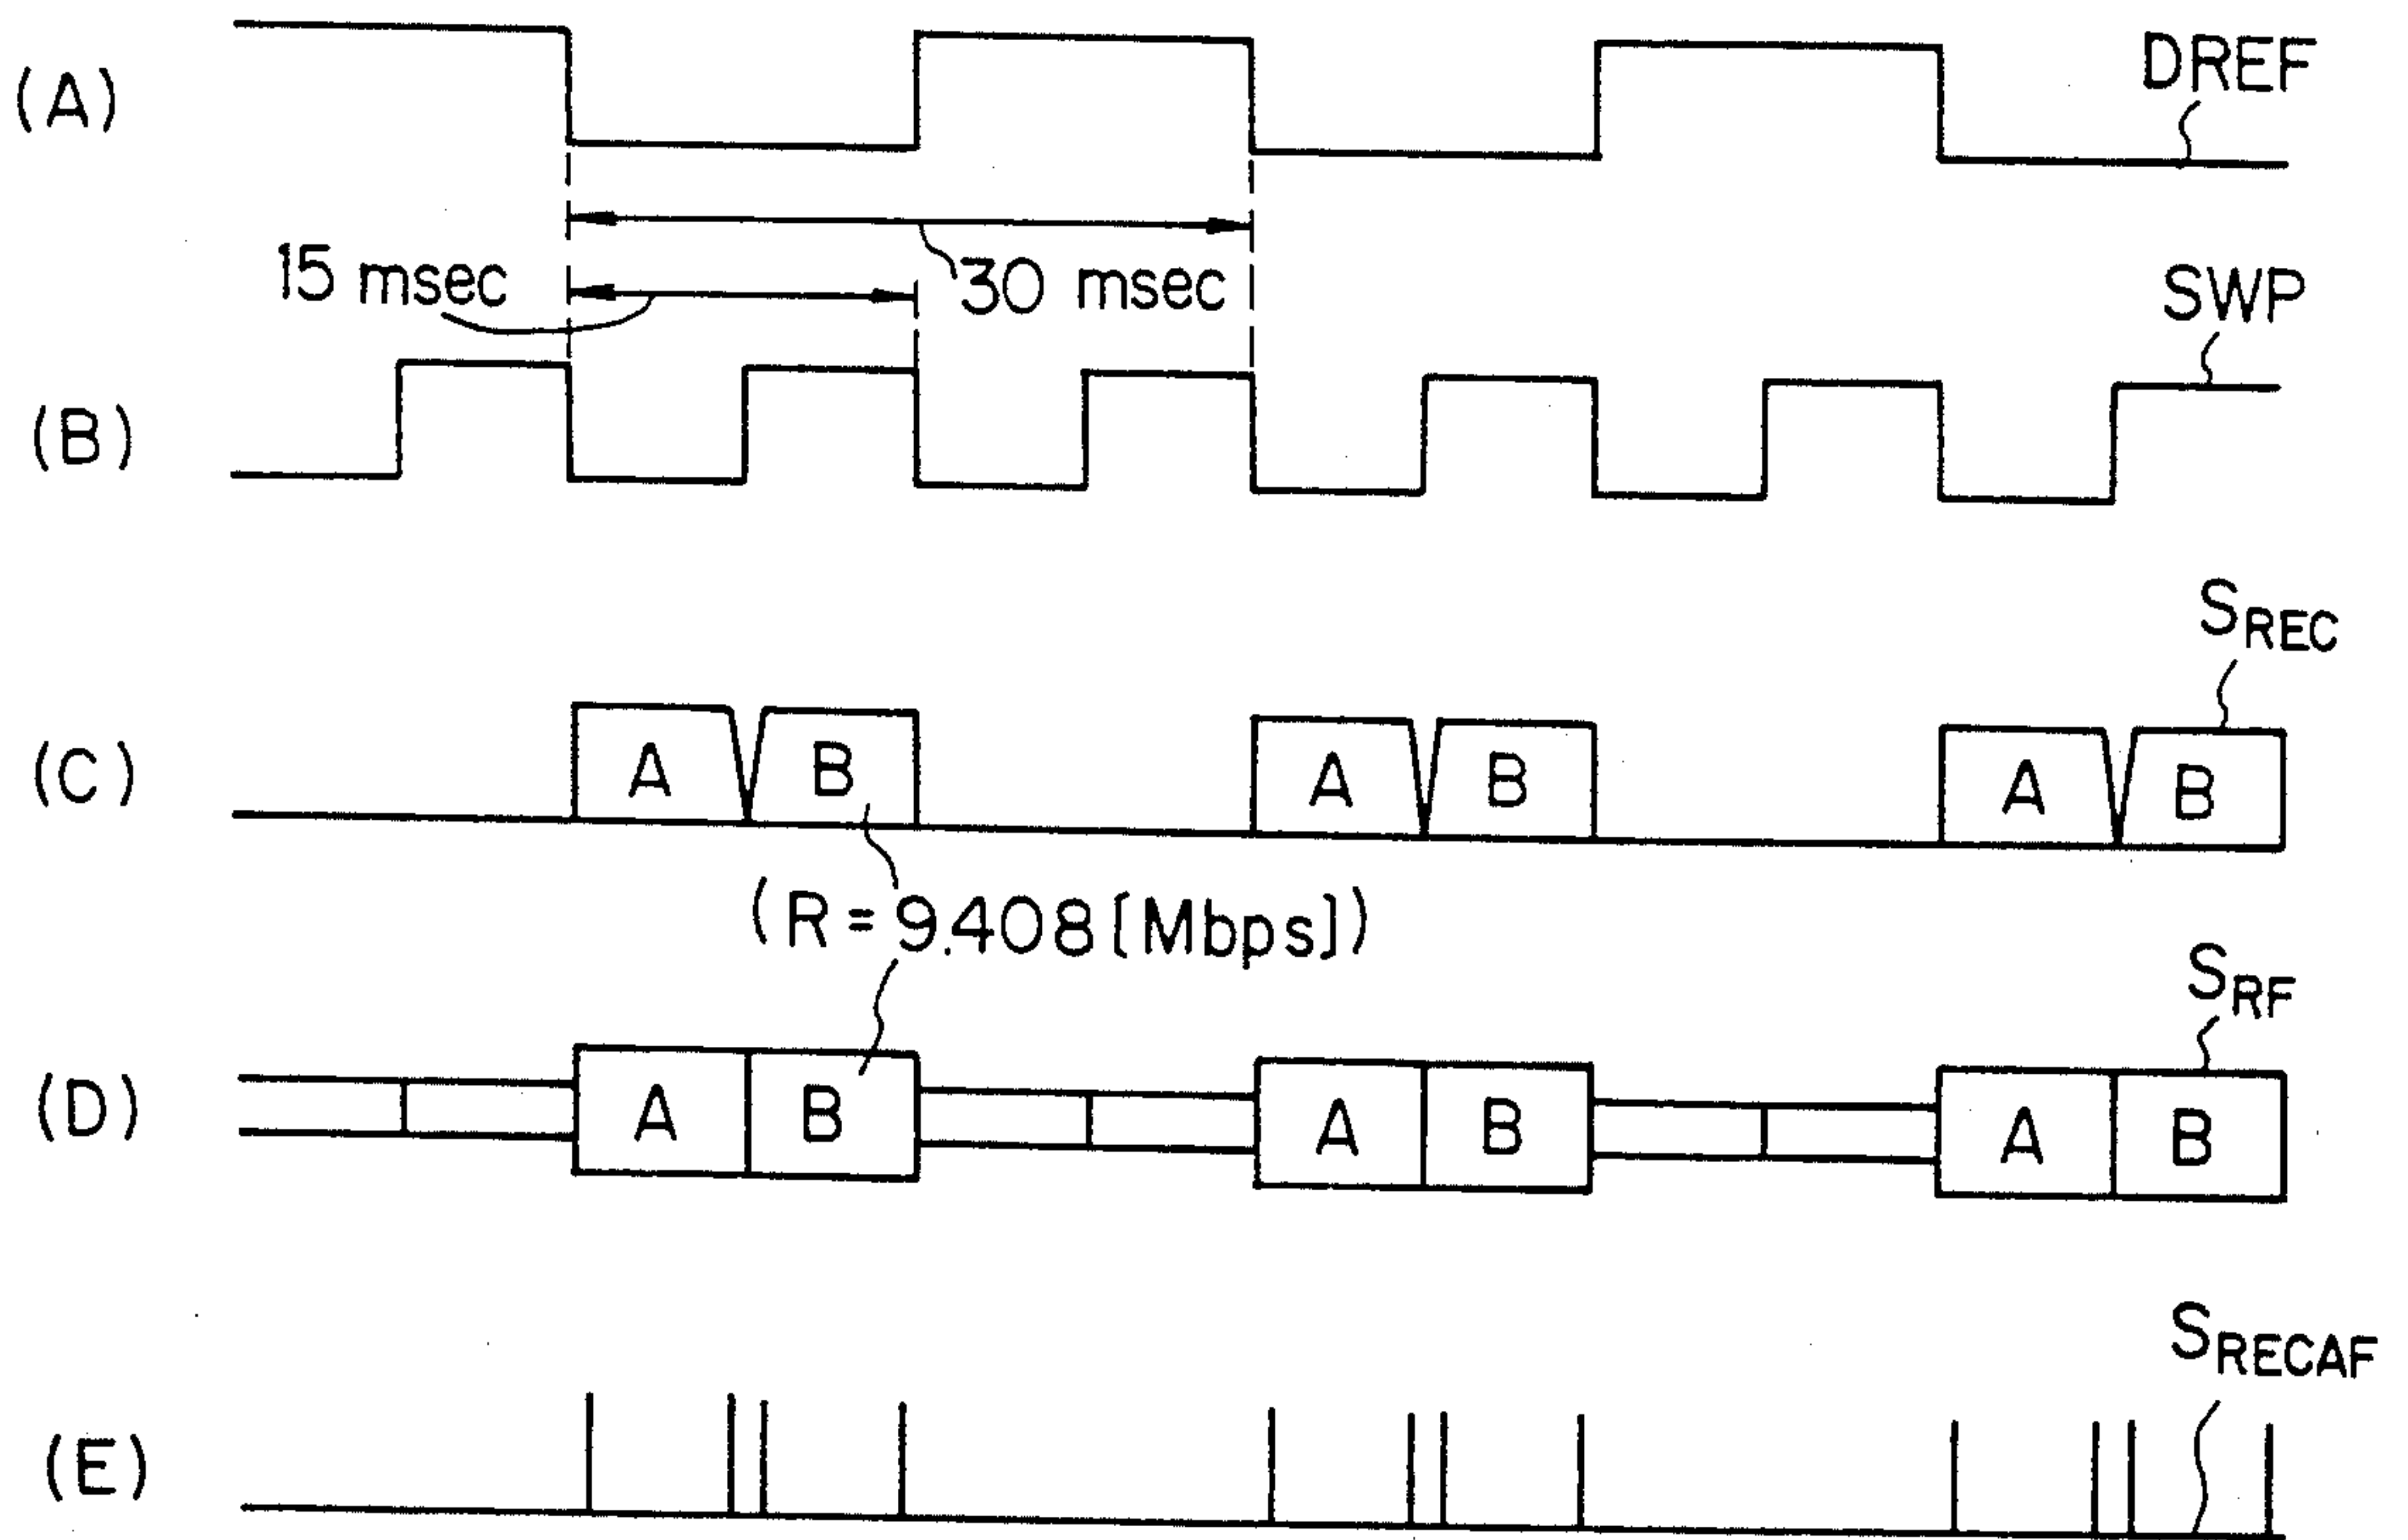 (A)
DREF
15 msec
30 msec
(B)
SWP
(C)
SREC
A B
A B
A B
(R = 9.408 [Mbps])
(D)
SRF
A B
A B
A B
(E)
SRECAF